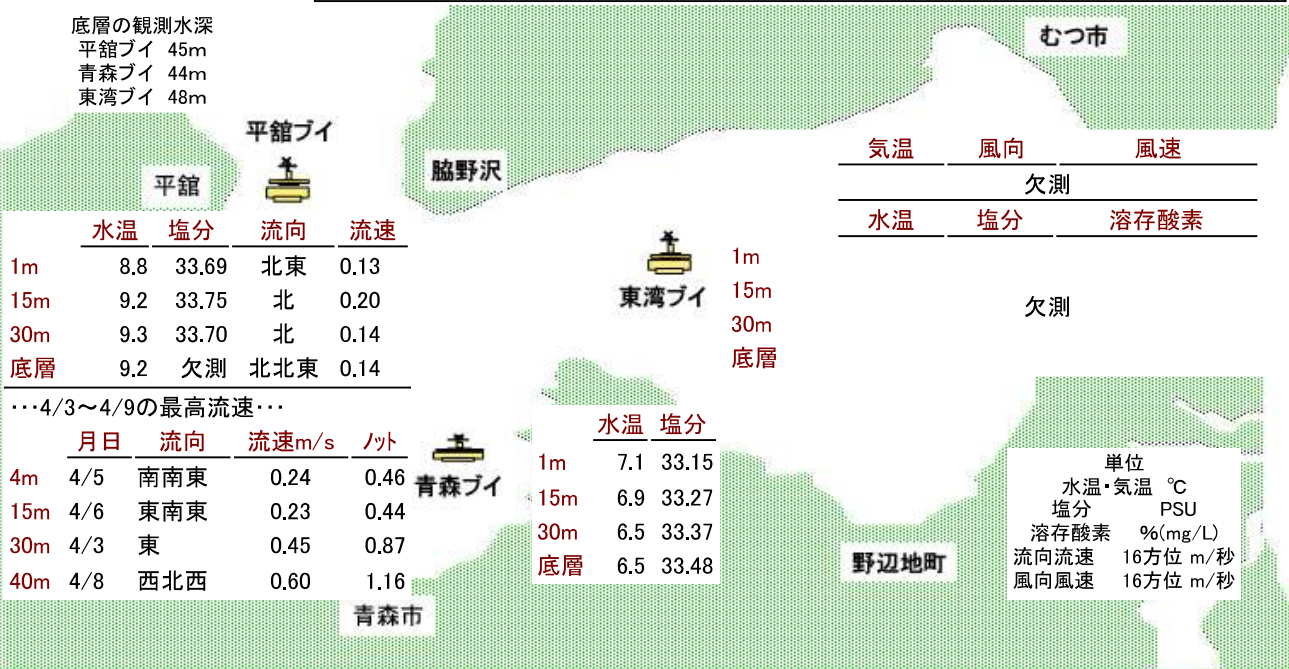 底層の観測水深
平舘ブイ 45m
青森ブイ 44m
東湾ブイ 48m
むつ市
平舘ブイ
脇野沢
平舘
気温 風向 風速
欠測
水温 塩分 溶存酸素
欠測
水温 塩分 流向 流速
1m 8.8 33.69 北東 0.13
15m 9.2 33.75 北 0.20
30m 9.3 33.70 北 0.14
底層 9.2 欠測 北北東 0.14
東湾ブイ
1m
15m
30m
底層
…4/3～4/9の最高流速…
月日 流向 流速m/s ノット
4m 4/5 南南東 0.24 0.46
15m 4/6 東南東 0.23 0.44
30m 4/3 東 0.45 0.87
40m 4/8 西北西 0.60 1.16
青森ブイ
水温 塩分
1m 7.1 33.15
15m 6.9 33.27
30m 6.5 33.37
底層 6.5 33.48
単位
水温・気温 ℃
塩分 PSU
溶存酸素 %(mg/L)
流向流速 16方位 m/秒
風向風速 16方位 m/秒
野辺地町
青森市